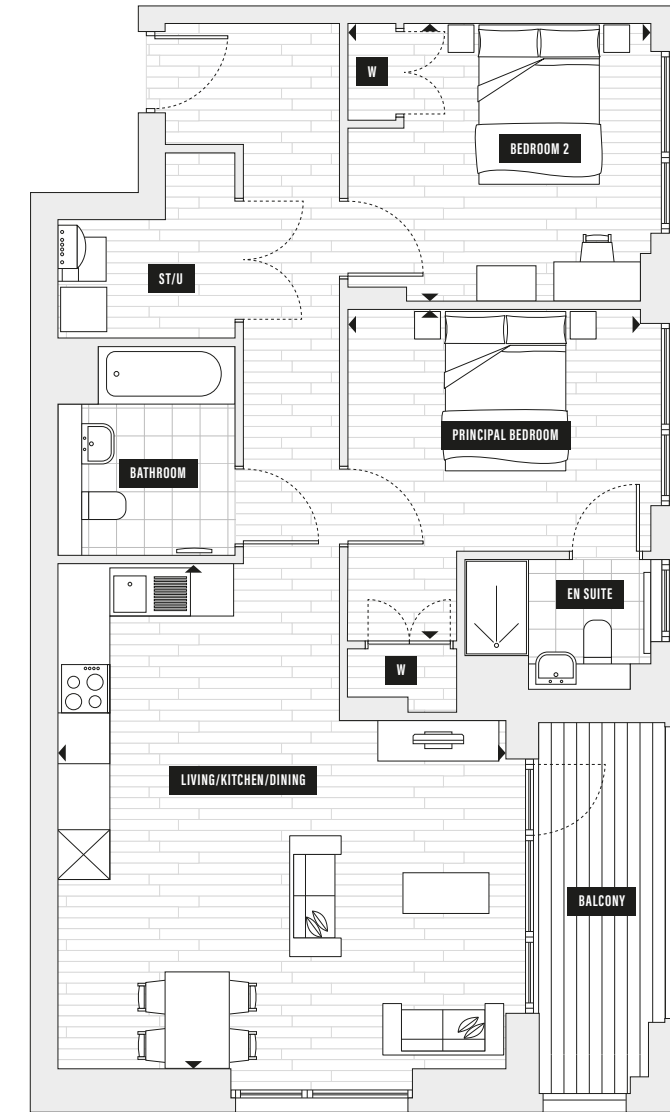 W
BEDROOM 2
ST/U
PRINCIPAL BEDROOM
BATHROOM
EN SUITE
W
LIVING/KITCHEN/DINING
BALCONY